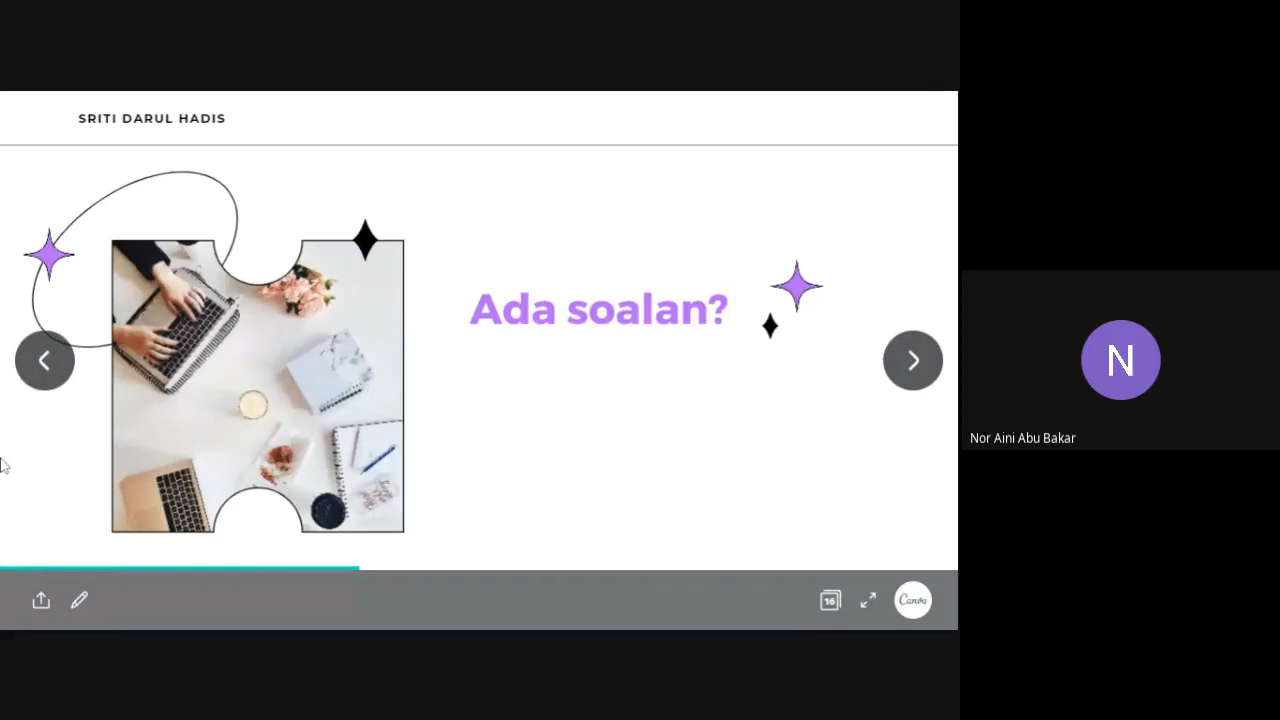 SRITI DARUL HADIS
Ada soalan?
N
Nor Aini Abu Bakar
16
Canva